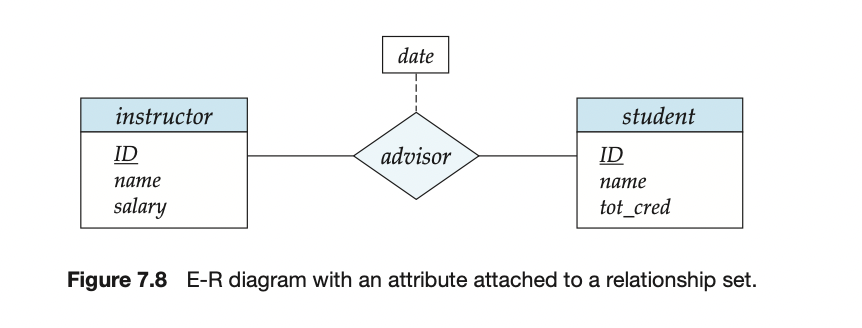 date
instructor
ID
name
salary
advisor
student
ID
name
tot_cred
Figure 7.8 E-R diagram with an attribute attached to a relationship set.